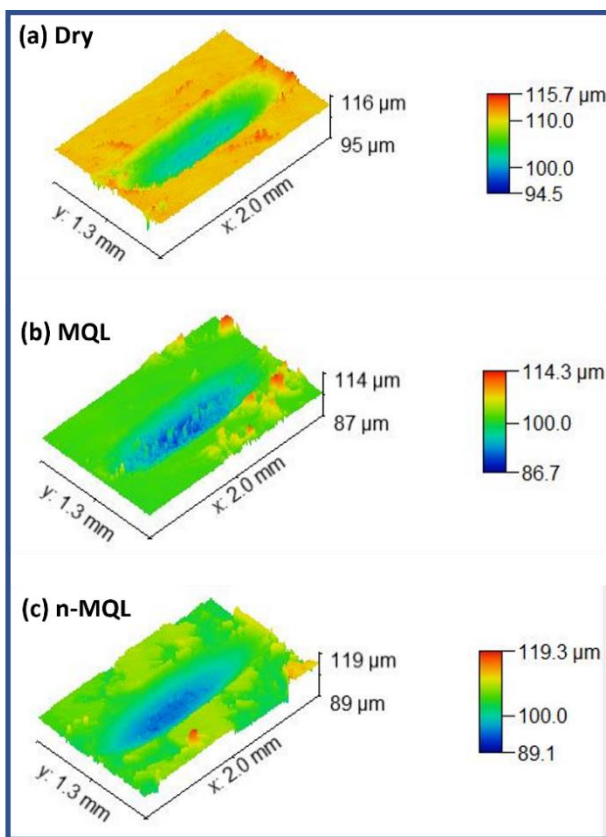 (a) Dry
116 µm
95 µm
y: 1.3 mm
x: 2.0 mm
115.7 µm
110.0
100.0
94.5
(b) MQL
114 µm
87 µm
y: 1.3 mm
x: 2.0 mm
114.3 µm
100.0
86.7
(c) n-MQL
119 µm
89 µm
y: 1.3 mm
x: 2.0 mm
119.3 µm
100.0
89.1